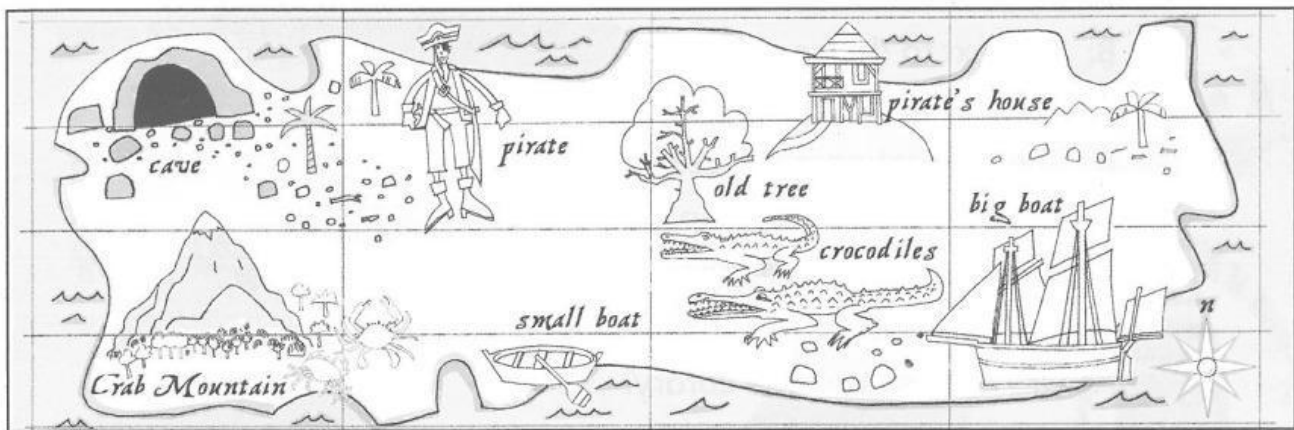 pirate's house
cave
pirate
old tree
big boat
crocodiles
small boat
n
Crab Mountain